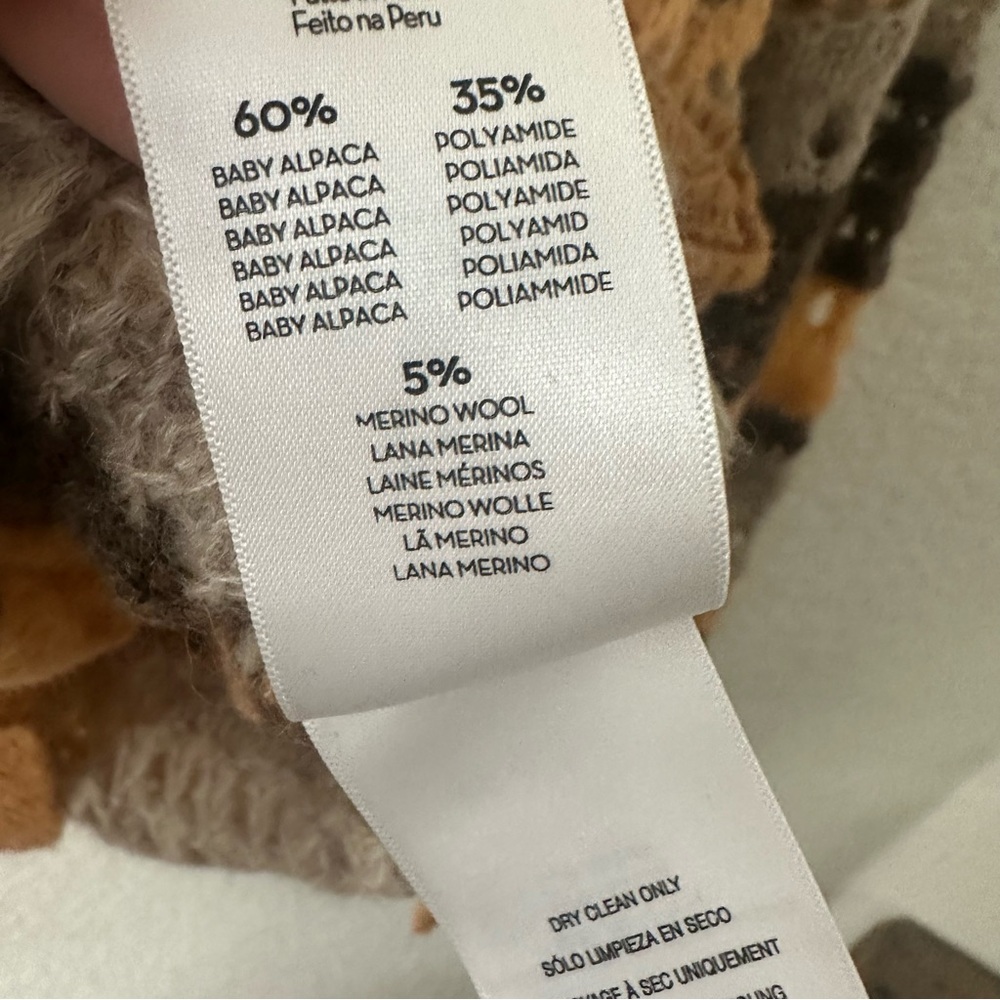 Feito na Peru
60%
BABY ALPACA
BABY ALPACA
BABY ALPACA
BABY ALPACA
BABY ALPACA
BABY ALPACA
35%
POLYAMIDE
POLIAMIDA
POLYAMIDE
POLYAMID
POLIAMIDA
POLIAMMIDE
5%
MERINO WOOL
LANA MERINA
LAINE MÉRINOS
MERINO WOLLE
LÃ MERINO
LANA MERINO
DRY CLEAN ONLY
SÓLO LIMPIEZA EN SECO
À SEC UNIQUEMENT